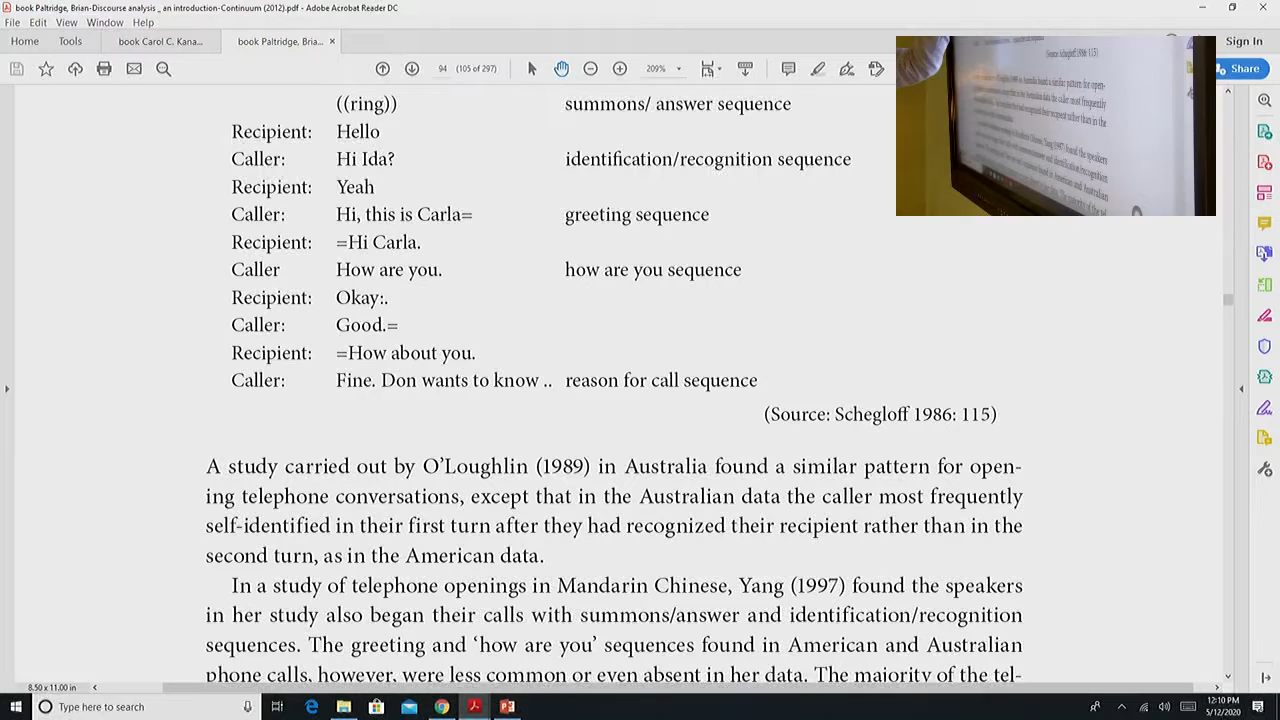 book Paltridge, Brian-Discourse analysis _ an introduction-Continuum (2012).pdf - Adobe Acrobat Reader DC
File Edit View Window Help
Home Tools book Carol C. Kana... book Paltridge, Bria... × Sign In
94 (105 of 297) 209% Share
((ring)) summons/ answer sequence
Recipient: Hello
Caller: Hi Ida? identification/recognition sequence
Recipient: Yeah
Caller: Hi, this is Carla= greeting sequence
Recipient: =Hi Carla.
Caller How are you. how are you sequence
Recipient: Okay:.
Caller: Good.=
Recipient: =How about you.
Caller: Fine. Don wants to know .. reason for call sequence
(Source: Schegloff 1986: 115)
A study carried out by O’Loughlin (1989) in Australia found a similar pattern for open-
ing telephone conversations, except that in the Australian data the caller most frequently
self-identified in their first turn after they had recognized their recipient rather than in the
second turn, as in the American data.
In a study of telephone openings in Mandarin Chinese, Yang (1997) found the speakers
in her study also began their calls with summons/answer and identification/recognition
sequences. The greeting and ‘how are you’ sequences found in American and Australian
phone calls, however, were less common or even absent in her data. The majority of the tel-
8.50 x 11.00 in
Type here to search
12:10 PM
5/12/2020